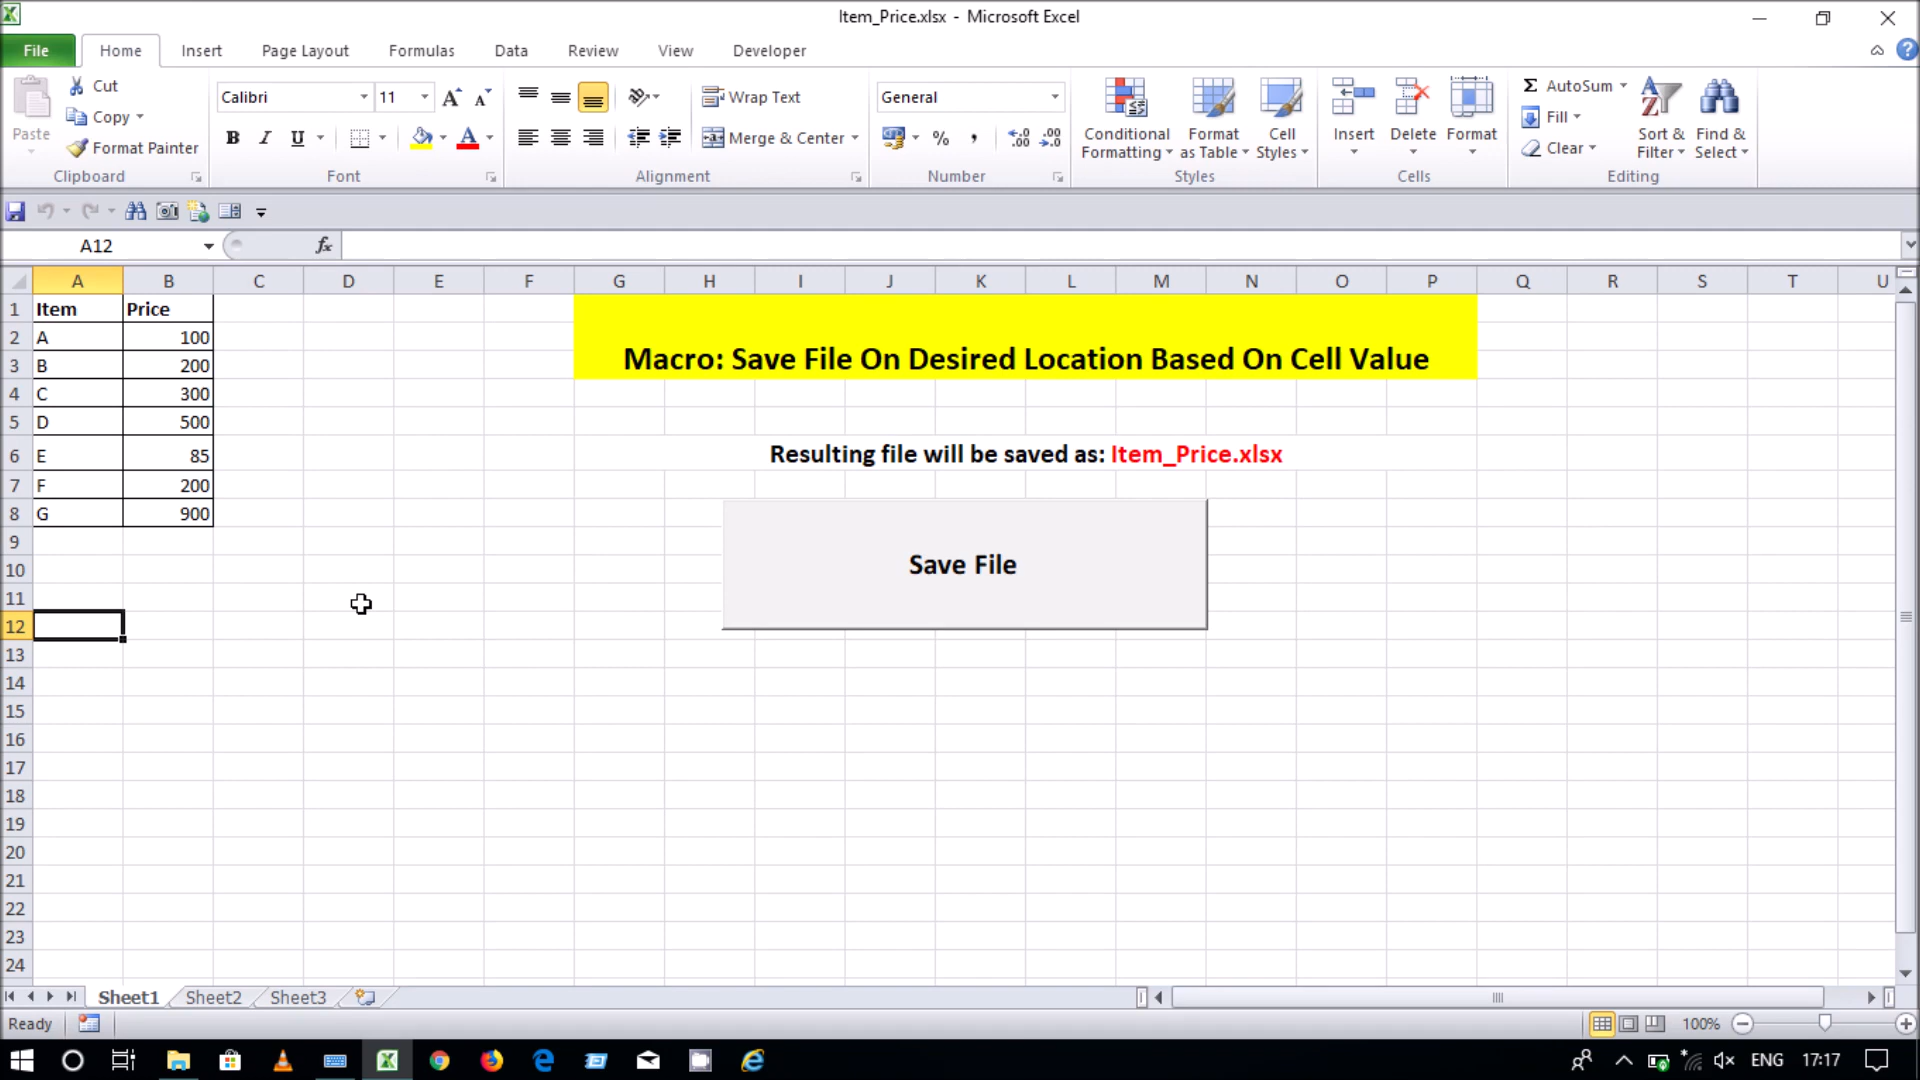 Item_Price.xlsx - Microsoft Excel
File Home Insert Page Layout Formulas Data Review View Developer
Paste
Cut
Copy
Format Painter
Clipboard
Calibri 11
B I U
Font
Wrap Text
Merge & Center
Alignment
General
% ,
Number
Conditional Formatting
Format as Table
Cell Styles
Styles
Insert Delete Format
Cells
AutoSum
Fill
Clear
Sort & Filter
Find & Select
Editing
A12 fx
A B C D E F G H I J K L M N O P Q R S T U
1 Item Price
2 A 100
3 B 200
Macro: Save File On Desired Location Based On Cell Value
4 C 300
5 D 500
6 E 85 Resulting file will be saved as: Item_Price.xlsx
7 F 200
8 G 900
9
Save File
10
11
12
13
14
15
16
17
18
19
20
21
22
23
24
Sheet1 Sheet2 Sheet3
Ready 100%
ENG 17:17